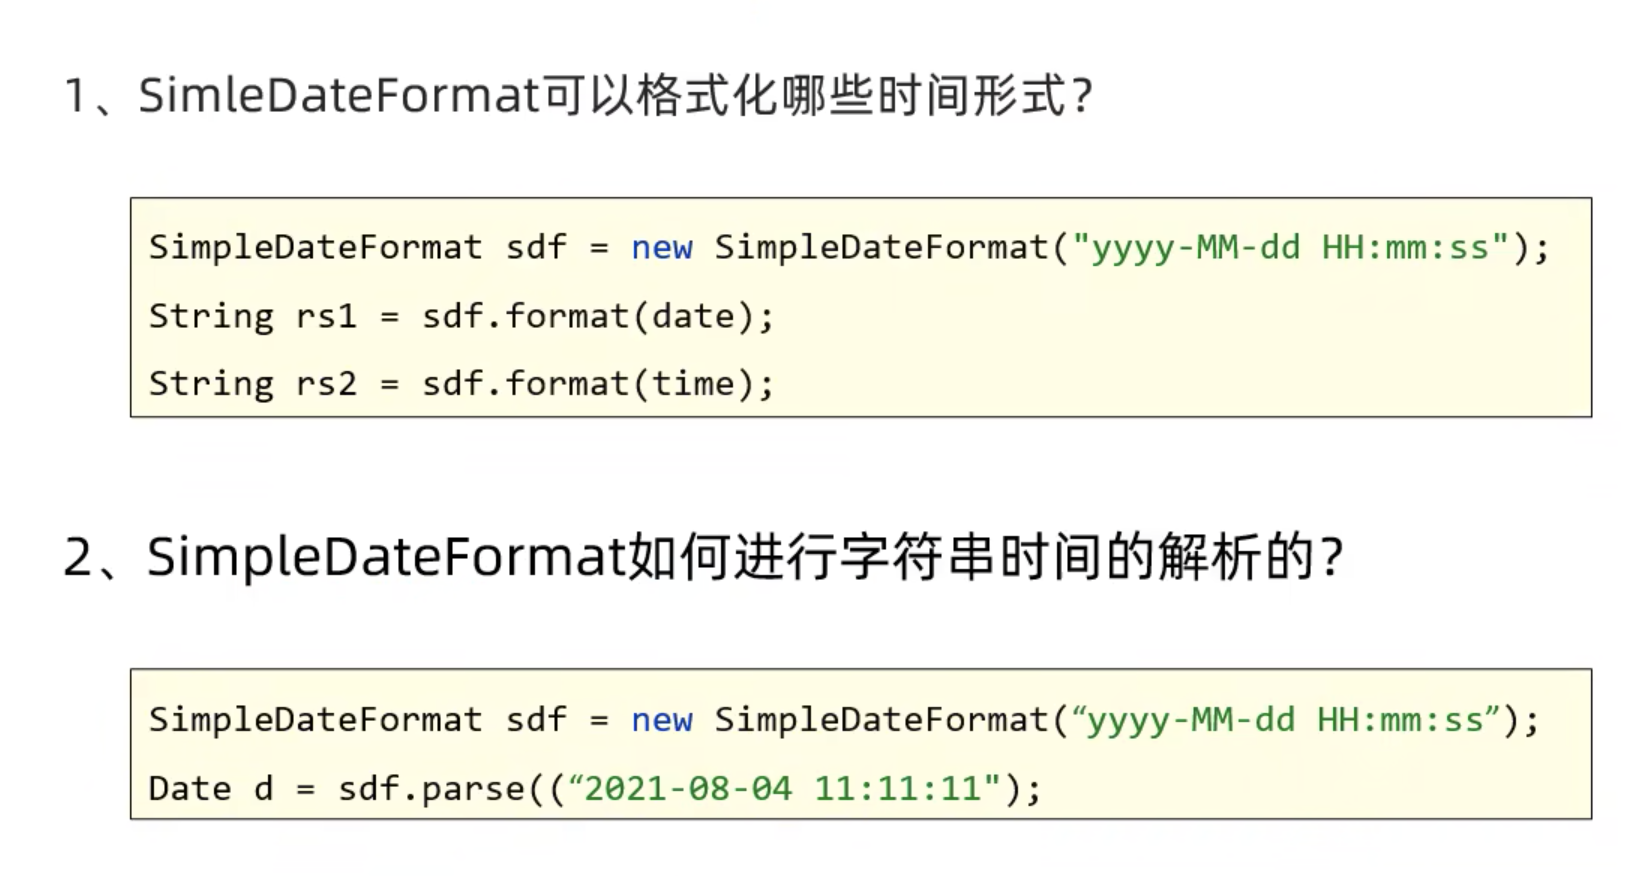 1、SimleDateFormat可以格式化哪些时间形式？
SimpleDateFormat sdf = new SimpleDateFormat("yyyy-MM-dd HH:mm:ss");
String rs1 = sdf.format(date);
String rs2 = sdf.format(time);
2、SimpleDateFormat如何进行字符串时间的解析的？
SimpleDateFormat sdf = new SimpleDateFormat(“yyyy-MM-dd HH:mm:ss”);
Date d = sdf.parse((“2021-08-04 11:11:11");